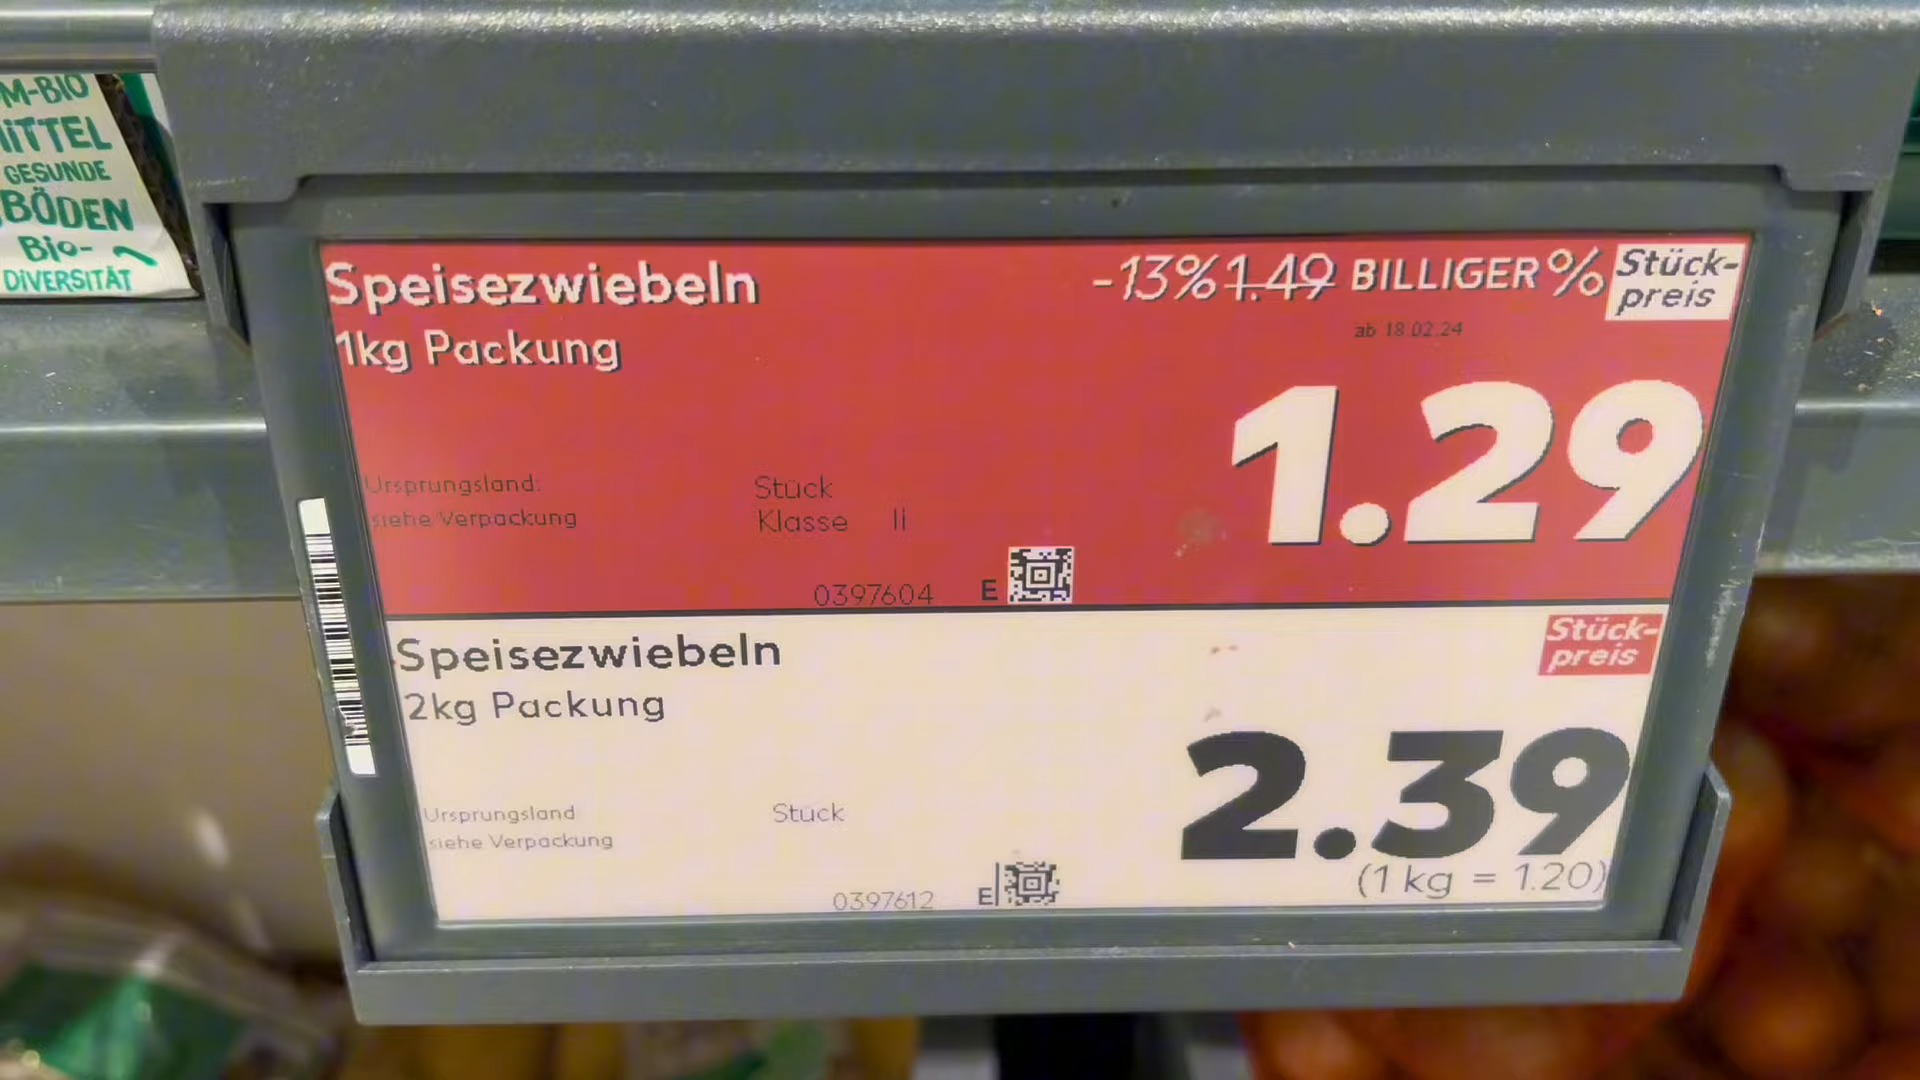 M-BIO
MITTEL
GESUNDE
BÖDEN
Bio-
DIVERSITÄT
Speisezwiebeln
1kg Packung
-13% 1.49 BILLIGER %
Stück-
preis
ab 18.02.24
1.29
Ursprungsland:
siehe Verpackung
Stück
Klasse II
0397604 E
Speisezwiebeln
2kg Packung
Stück-
preis
2.39
(1 kg = 1.20)
Ursprungsland
siehe Verpackung
Stück
0397612 E